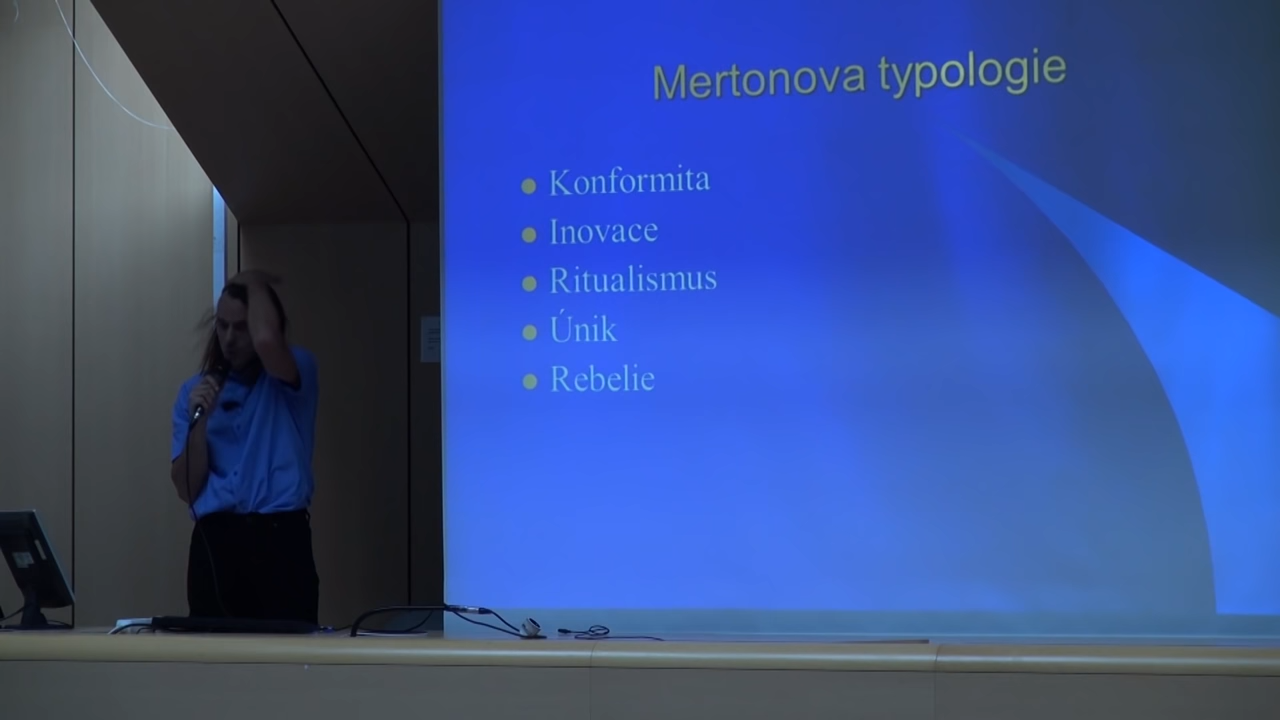 Mertonova typologie
Konformita
Inovace
Ritualismus
Únik
Rebelie